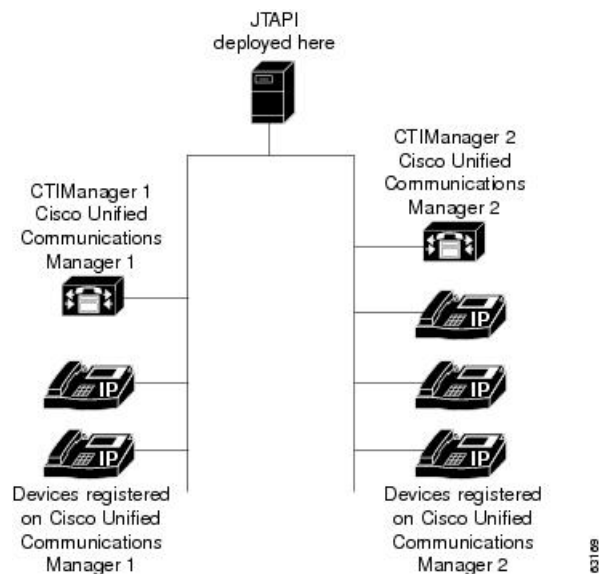 JTAPI
deployed here
CTIManager 1
Cisco Unified
Communications
Manager 1
CTIManager 2
Cisco Unified
Communications
Manager 2
IP
IP
IP
IP
IP
Devices registered
on Cisco Unified
Communications
Manager 1
Devices registered
on Cisco Unified
Communications
Manager 2
63169